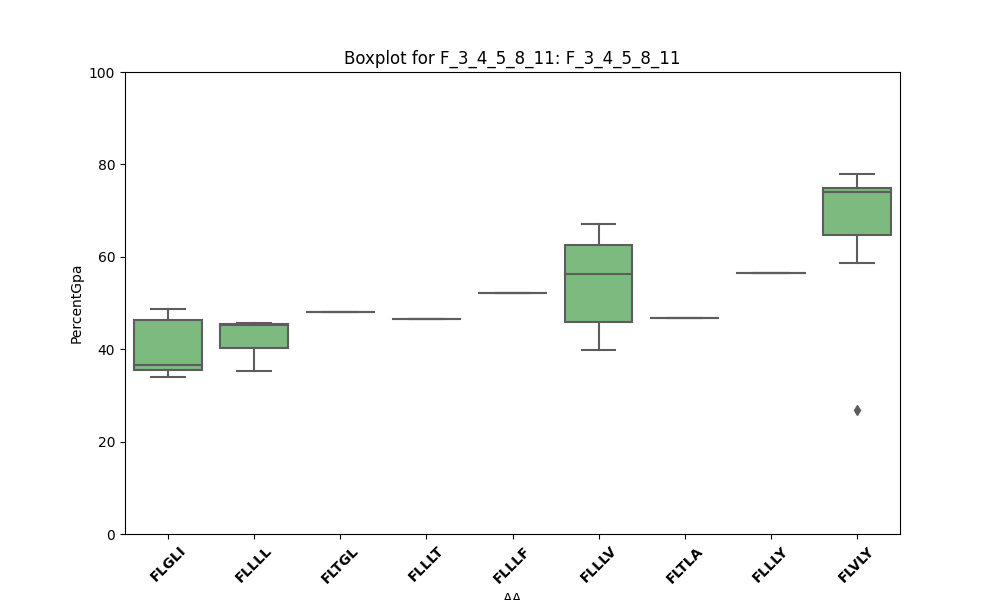 Boxplot for F_3_4_5_8_11: F_3_4_5_8_11
100
80
60
40
20
0
PercentGpa
FLGLI
FLLLL
FLTGL
FLLLT
FLLLF
FLLLV
FLTLA
FLLLY
FLVLY
AA